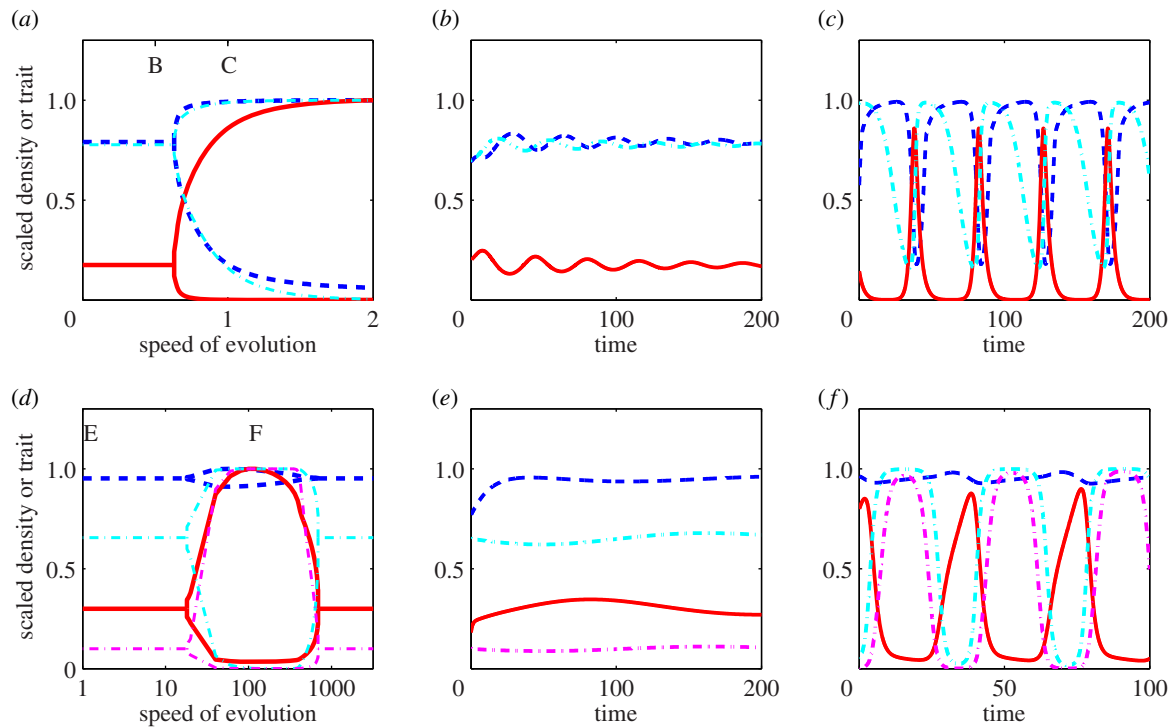 (a)
(b)
(c)
B C
scaled density or trait
1.0
0.5
0 1 2
speed of evolution
1.0
0.5
0 100 200
time
1.0
0.5
0 100 200
time
(d)
(e)
(f)
E F
scaled density or trait
1.0
0.5
0
1 10 100 1000
speed of evolution
1.0
0.5
0 100 200
time
1.0
0.5
0 50 100
time